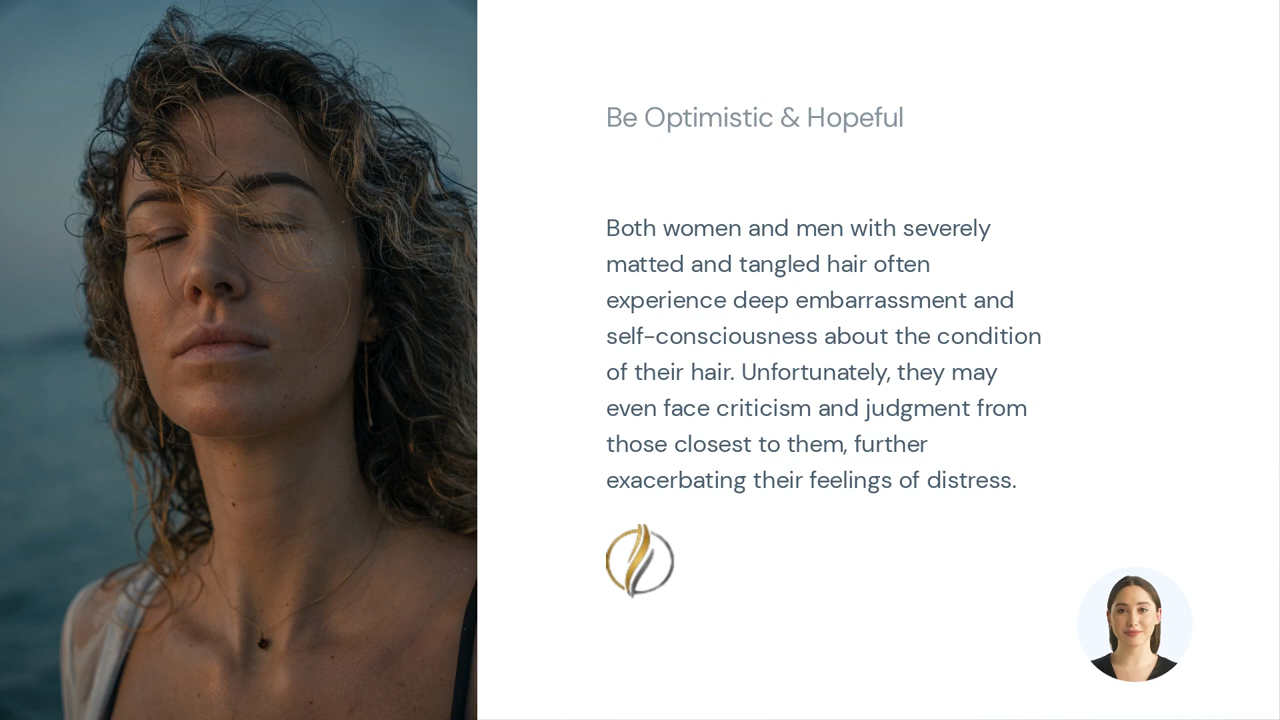 Be Optimistic & Hopeful
Both women and men with severely
matted and tangled hair often
experience deep embarrassment and
self-consciousness about the condition
of their hair. Unfortunately, they may
even face criticism and judgment from
those closest to them, further
exacerbating their feelings of distress.